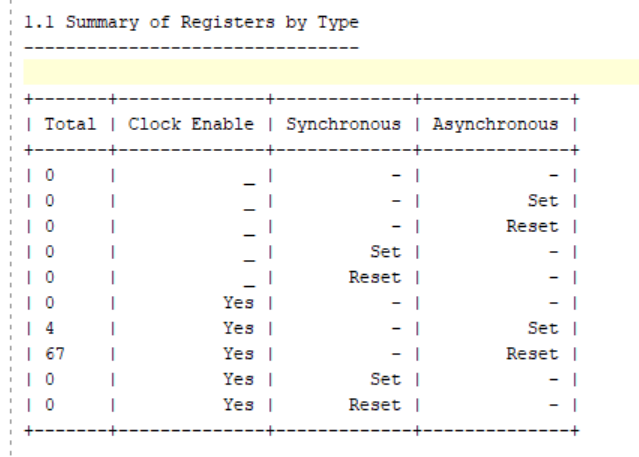 1.1 Summary of Registers by Type
--------------------------------
+-------+--------------+-------------+--------------+
| Total | Clock Enable | Synchronous | Asynchronous |
+-------+--------------+-------------+--------------+
| 0     |            _ |           - |            - |
| 0     |            _ |           - |          Set |
| 0     |            _ |           - |        Reset |
| 0     |            _ |         Set |            - |
| 0     |            _ |       Reset |            - |
| 0     |          Yes |           - |            - |
| 4     |          Yes |           - |          Set |
| 67    |          Yes |           - |        Reset |
| 0     |          Yes |         Set |            - |
| 0     |          Yes |       Reset |            - |
+-------+--------------+-------------+--------------+